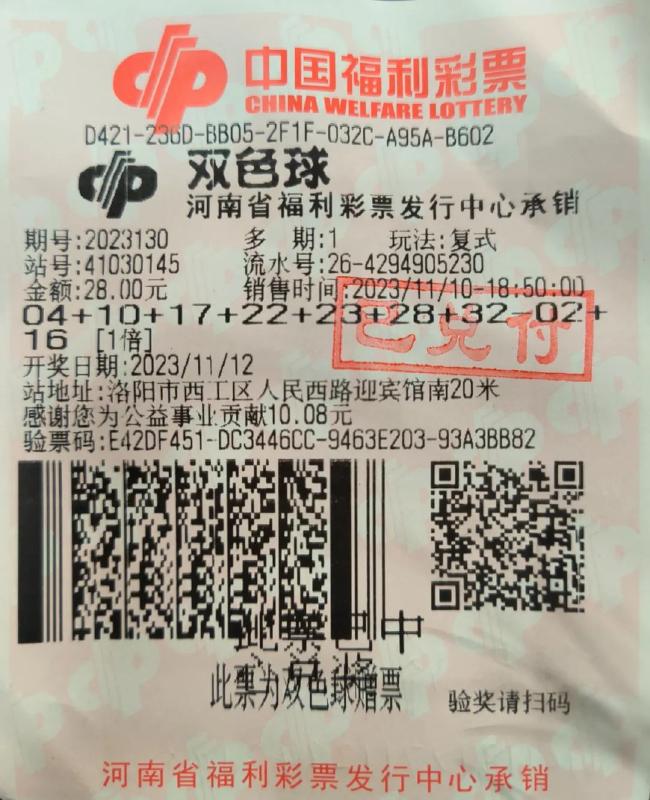 中国福利彩票
CHINA WELFARE LOTTERY
D421-236D-BB05-2F1F-032C-A95A-B602
双色球
河南省福利彩票发行中心承销
期号:2023130 多 期:1 玩法:复式
站号:41030145 流水号:26-4294905230
金额:28.00元 销售时间:2023/11/10-18:50:00
04+10+17+22+23+28+32-02+
16 [1倍]
已兑付
开奖日期:2023/11/12
站地址:洛阳市西工区人民西路迎宾馆南20米
感谢您为公益事业贡献10.08元
验票码:E42DF451-DC3446CC-9463E203-93A3BB82
此票已中
此票为双色球赠票
验奖请扫码
河南省福利彩票发行中心承销